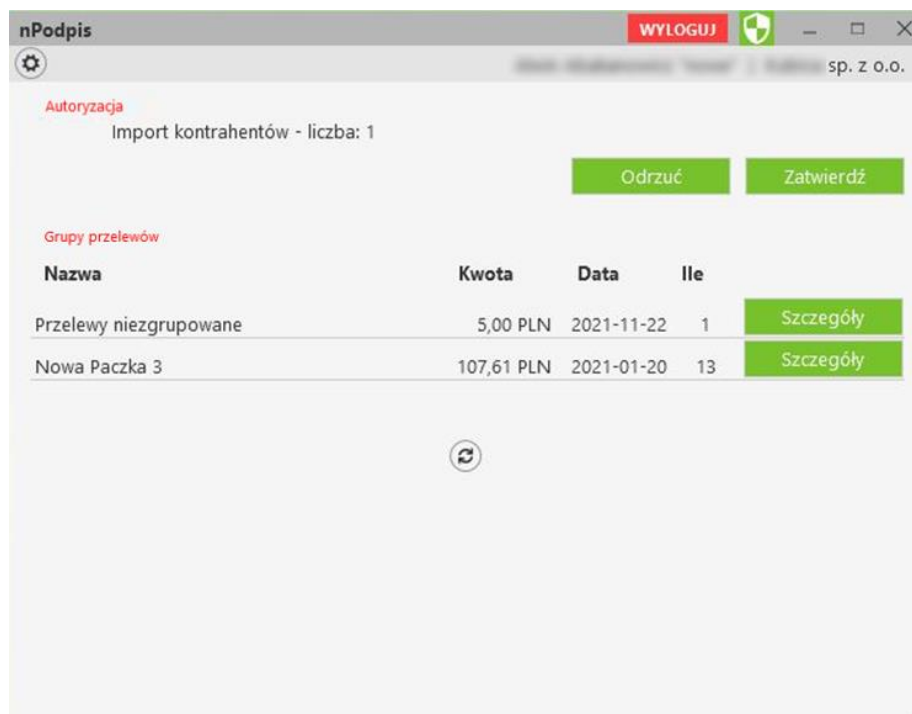 nPodpis WYLOGUJ
sp. z o.o.
Autoryzacja
Import kontrahentów - liczba: 1
Odrzuć Zatwierdź
Grupy przelewów
Nazwa Kwota Data Ile
Przelewy niezgrupowane 5,00 PLN 2021-11-22 1 Szczegóły
Nowa Paczka 3 107,61 PLN 2021-01-20 13 Szczegóły